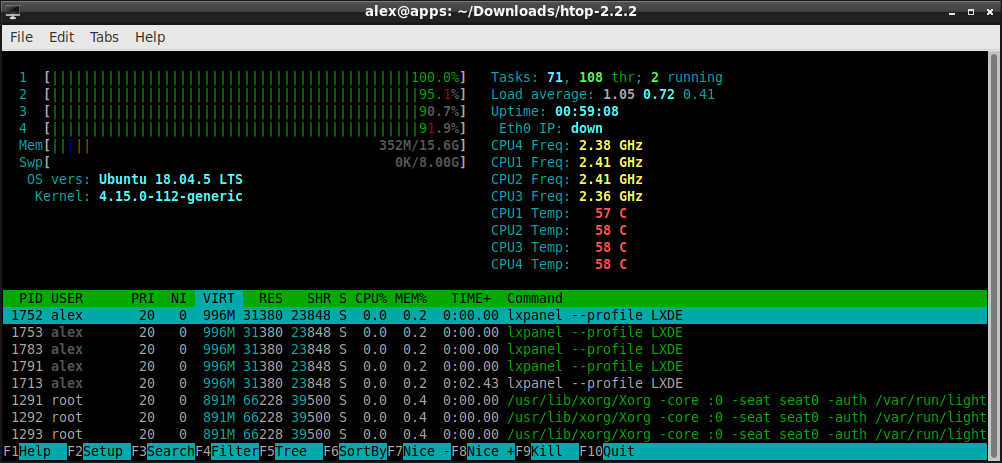 alex@apps: ~/Downloads/htop-2.2.2
File Edit Tabs Help
1 [||||||||||||||||||||||||||||||||||||||||||||||100.0%] Tasks: 71, 108 thr; 2 running
2 [||||||||||||||||||||||||||||||||||||||||||||||95.1%] Load average: 1.05 0.72 0.41
3 [||||||||||||||||||||||||||||||||||||||||||||||90.7%] Uptime: 00:59:08
4 [||||||||||||||||||||||||||||||||||||||||||||||91.9%] Eth0 IP: down
Mem[||||| 352M/15.6G] CPU4 Freq: 2.38 GHz
Swp[ 0K/8.00G] CPU1 Freq: 2.41 GHz
OS vers: Ubuntu 18.04.5 LTS CPU2 Freq: 2.41 GHz
Kernel: 4.15.0-112-generic CPU3 Freq: 2.36 GHz
CPU1 Temp: 57 C
CPU2 Temp: 58 C
CPU3 Temp: 58 C
CPU4 Temp: 58 C
PID USER PRI NI VIRT RES SHR S CPU% MEM% TIME+ Command
1752 alex 20 0 996M 31380 23848 S 0.0 0.2 0:00.00 lxpanel --profile LXDE
1753 alex 20 0 996M 31380 23848 S 0.0 0.2 0:00.00 lxpanel --profile LXDE
1783 alex 20 0 996M 31380 23848 S 0.0 0.2 0:00.00 lxpanel --profile LXDE
1791 alex 20 0 996M 31380 23848 S 0.0 0.2 0:00.00 lxpanel --profile LXDE
1713 alex 20 0 996M 31380 23848 S 0.0 0.2 0:02.43 lxpanel --profile LXDE
1291 root 20 0 891M 66228 39500 S 0.0 0.4 0:00.00 /usr/lib/xorg/Xorg -core :0 -seat seat0 -auth /var/run/light
1292 root 20 0 891M 66228 39500 S 0.0 0.4 0:00.00 /usr/lib/xorg/Xorg -core :0 -seat seat0 -auth /var/run/light
1293 root 20 0 891M 66228 39500 S 0.0 0.4 0:00.00 /usr/lib/xorg/Xorg -core :0 -seat seat0 -auth /var/run/light
F1Help F2Setup F3SearchF4FilterF5Tree F6SortByF7Nice -F8Nice +F9Kill F10Quit